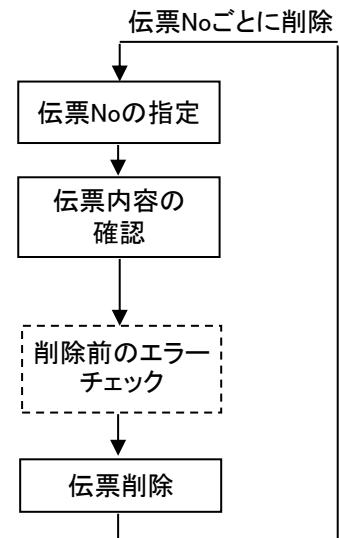 伝票Noごとに削除
伝票Noの指定
伝票内容の
確認
削除前のエラー
チェック
伝票削除